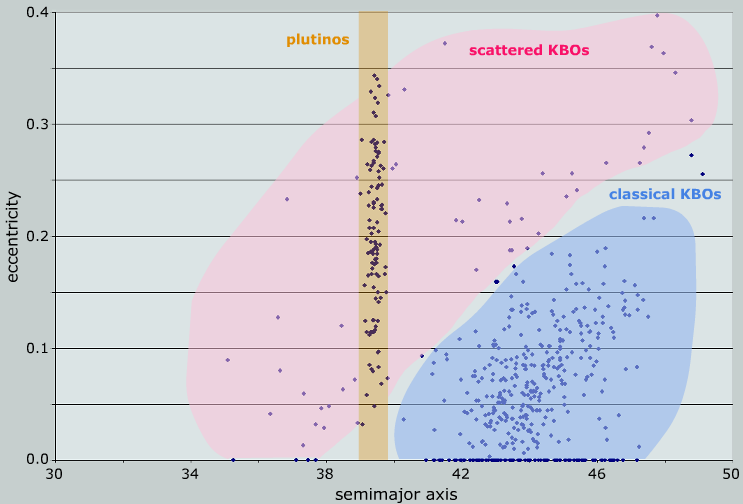 0.4
plutinos
scattered KBOs
0.3
classical KBOs
eccentricity
0.2
0.1
0.0
30 34 38 42 46 50
semimajor axis